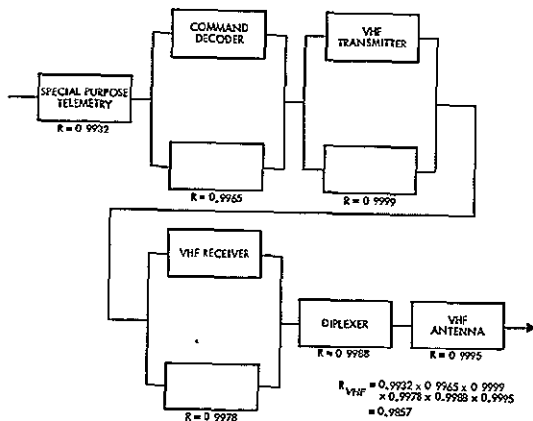 COMMAND
DECODER
VHF
TRANSMITTER
SPECIAL PURPOSE
TELEMETRY
R = 0 9932
R = 0.9965
R = 0 9999
VHF RECEIVER
DIPLEXER
VHF
ANTENNA
R = 0 9988
R = 0 9995
R = 0 9978
R VHF = 0.9932 x 0 9965 x 0 9999
x 0.9978 x 0.9988 x 0.9995
= 0.9857